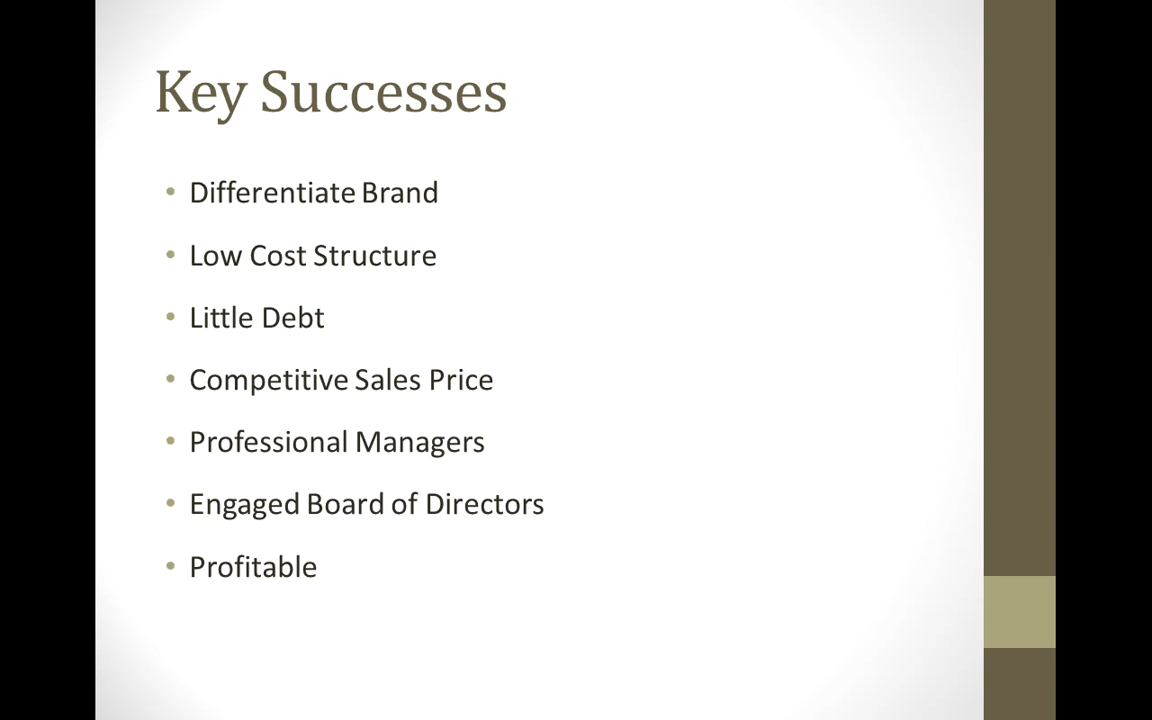 Key Successes
• Differentiate Brand
• Low Cost Structure
• Little Debt
• Competitive Sales Price
• Professional Managers
• Engaged Board of Directors
• Profitable